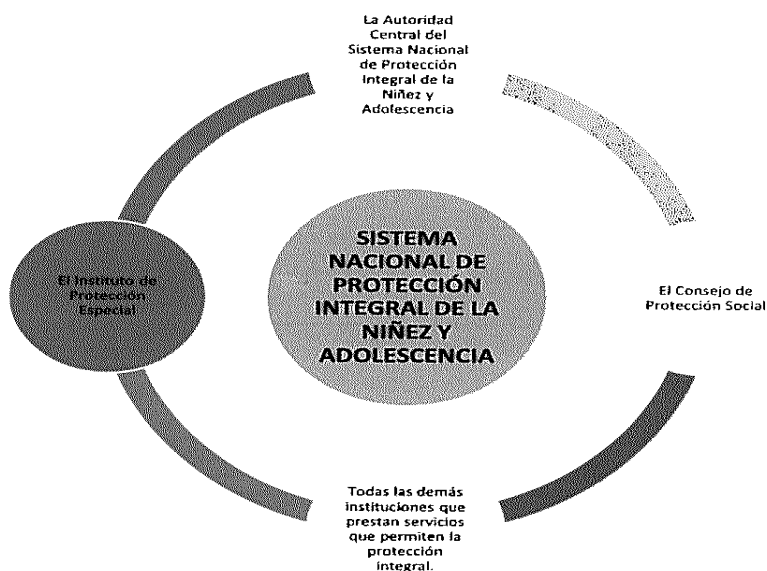 La Autoridad
Central del
Sistema Nacional
de Protección
Integral de la
Niñez y
Adolescencia
SISTEMA
NACIONAL DE
PROTECCIÓN
INTEGRAL DE LA
NIÑEZ Y
ADOLESCENCIA
El Instituto de
Protección
Especial
El Consejo de
Protección Social
Todas las demás
instituciones que
prestan servicios
que permiten la
protección
integral.